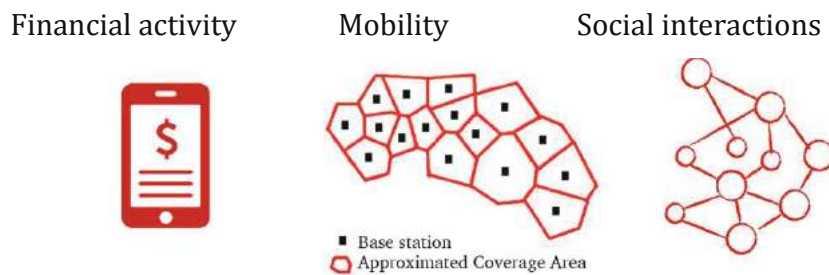 Financial activity
Mobility
Social interactions
$
Base station
Approximated Coverage Area